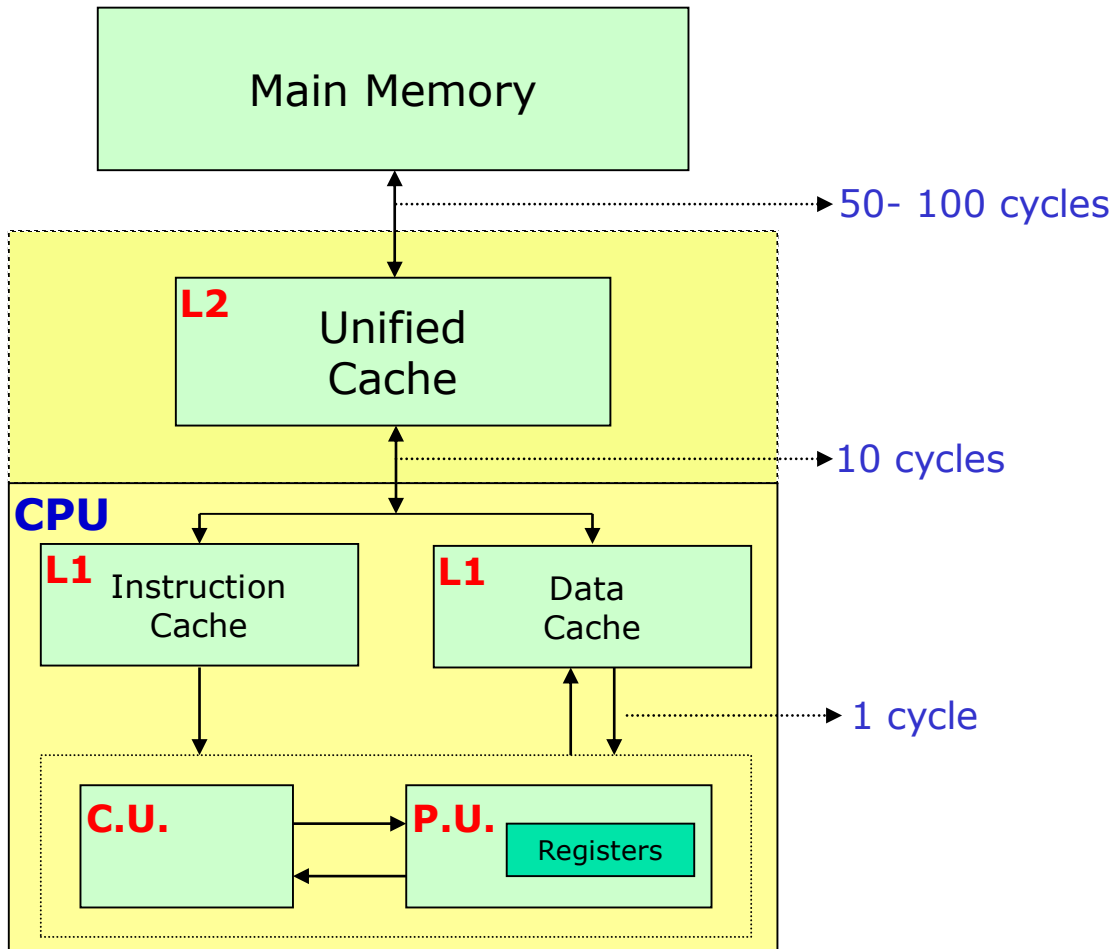 Main Memory
50- 100 cycles
L2
Unified
Cache
10 cycles
CPU
L1
Instruction
Cache
L1
Data
Cache
1 cycle
C.U.
P.U.
Registers